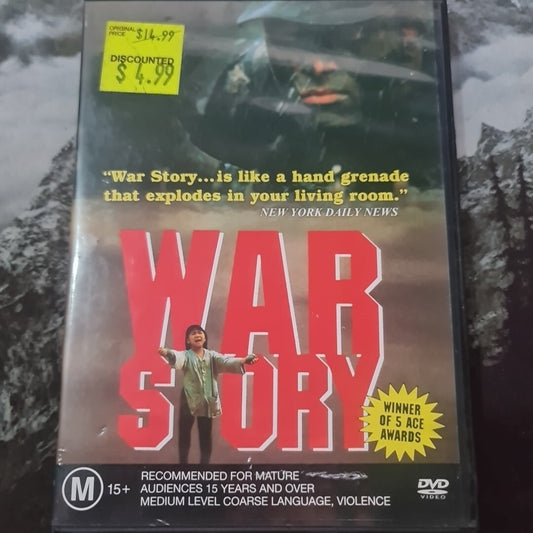 ORIGINAL
PRICE $14.99
DISCOUNTED
$4.99
“War Story...is like a hand grenade
that explodes in your living room.”
NEW YORK DAILY NEWS
WAR
STORY
WINNER
OF 5 ACE
AWARDS
M 15+
RECOMMENDED FOR MATURE
AUDIENCES 15 YEARS AND OVER
MEDIUM LEVEL COARSE LANGUAGE, VIOLENCE
DVD
VIDEO